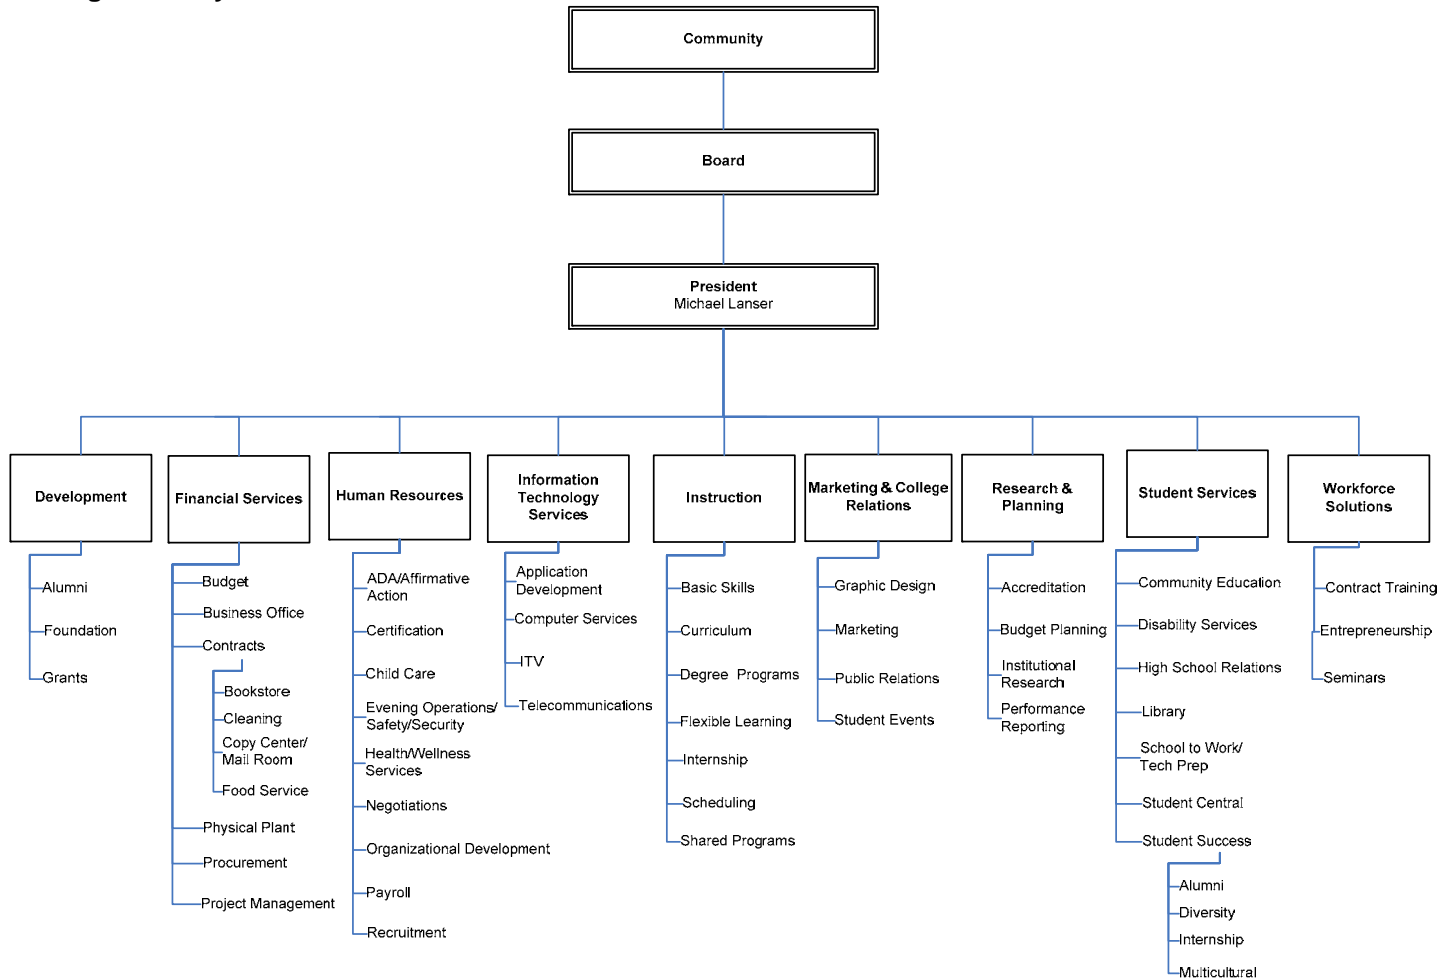 Community
Board
President
Michael Lanser
Development
Alumni
Foundation
Grants
Financial Services
Budget
Business Office
Contracts
Bookstore
Cleaning
Copy Center/
Mail Room
Food Service
Physical Plant
Procurement
Project Management
Human Resources
ADA/Affirmative
Action
Certification
Child Care
Evening Operations/
Safety/Security
Health/Wellness
Services
Negotiations
Organizational Development
Payroll
Recruitment
Information
Technology
Services
Application
Development
Computer Services
ITV
Telecommunications
Instruction
Basic Skills
Curriculum
Degree Programs
Flexible Learning
Internship
Scheduling
Shared Programs
Marketing & College
Relations
Graphic Design
Marketing
Public Relations
Student Events
Research &
Planning
Accreditation
Budget Planning
Institutional
Research
Performance
Reporting
Student Services
Community Education
Disability Services
High School Relations
Library
School to Work/
Tech Prep
Student Central
Student Success
Alumni
Diversity
Internship
Multicultural
Workforce
Solutions
Contract Training
Entrepreneurship
Seminars